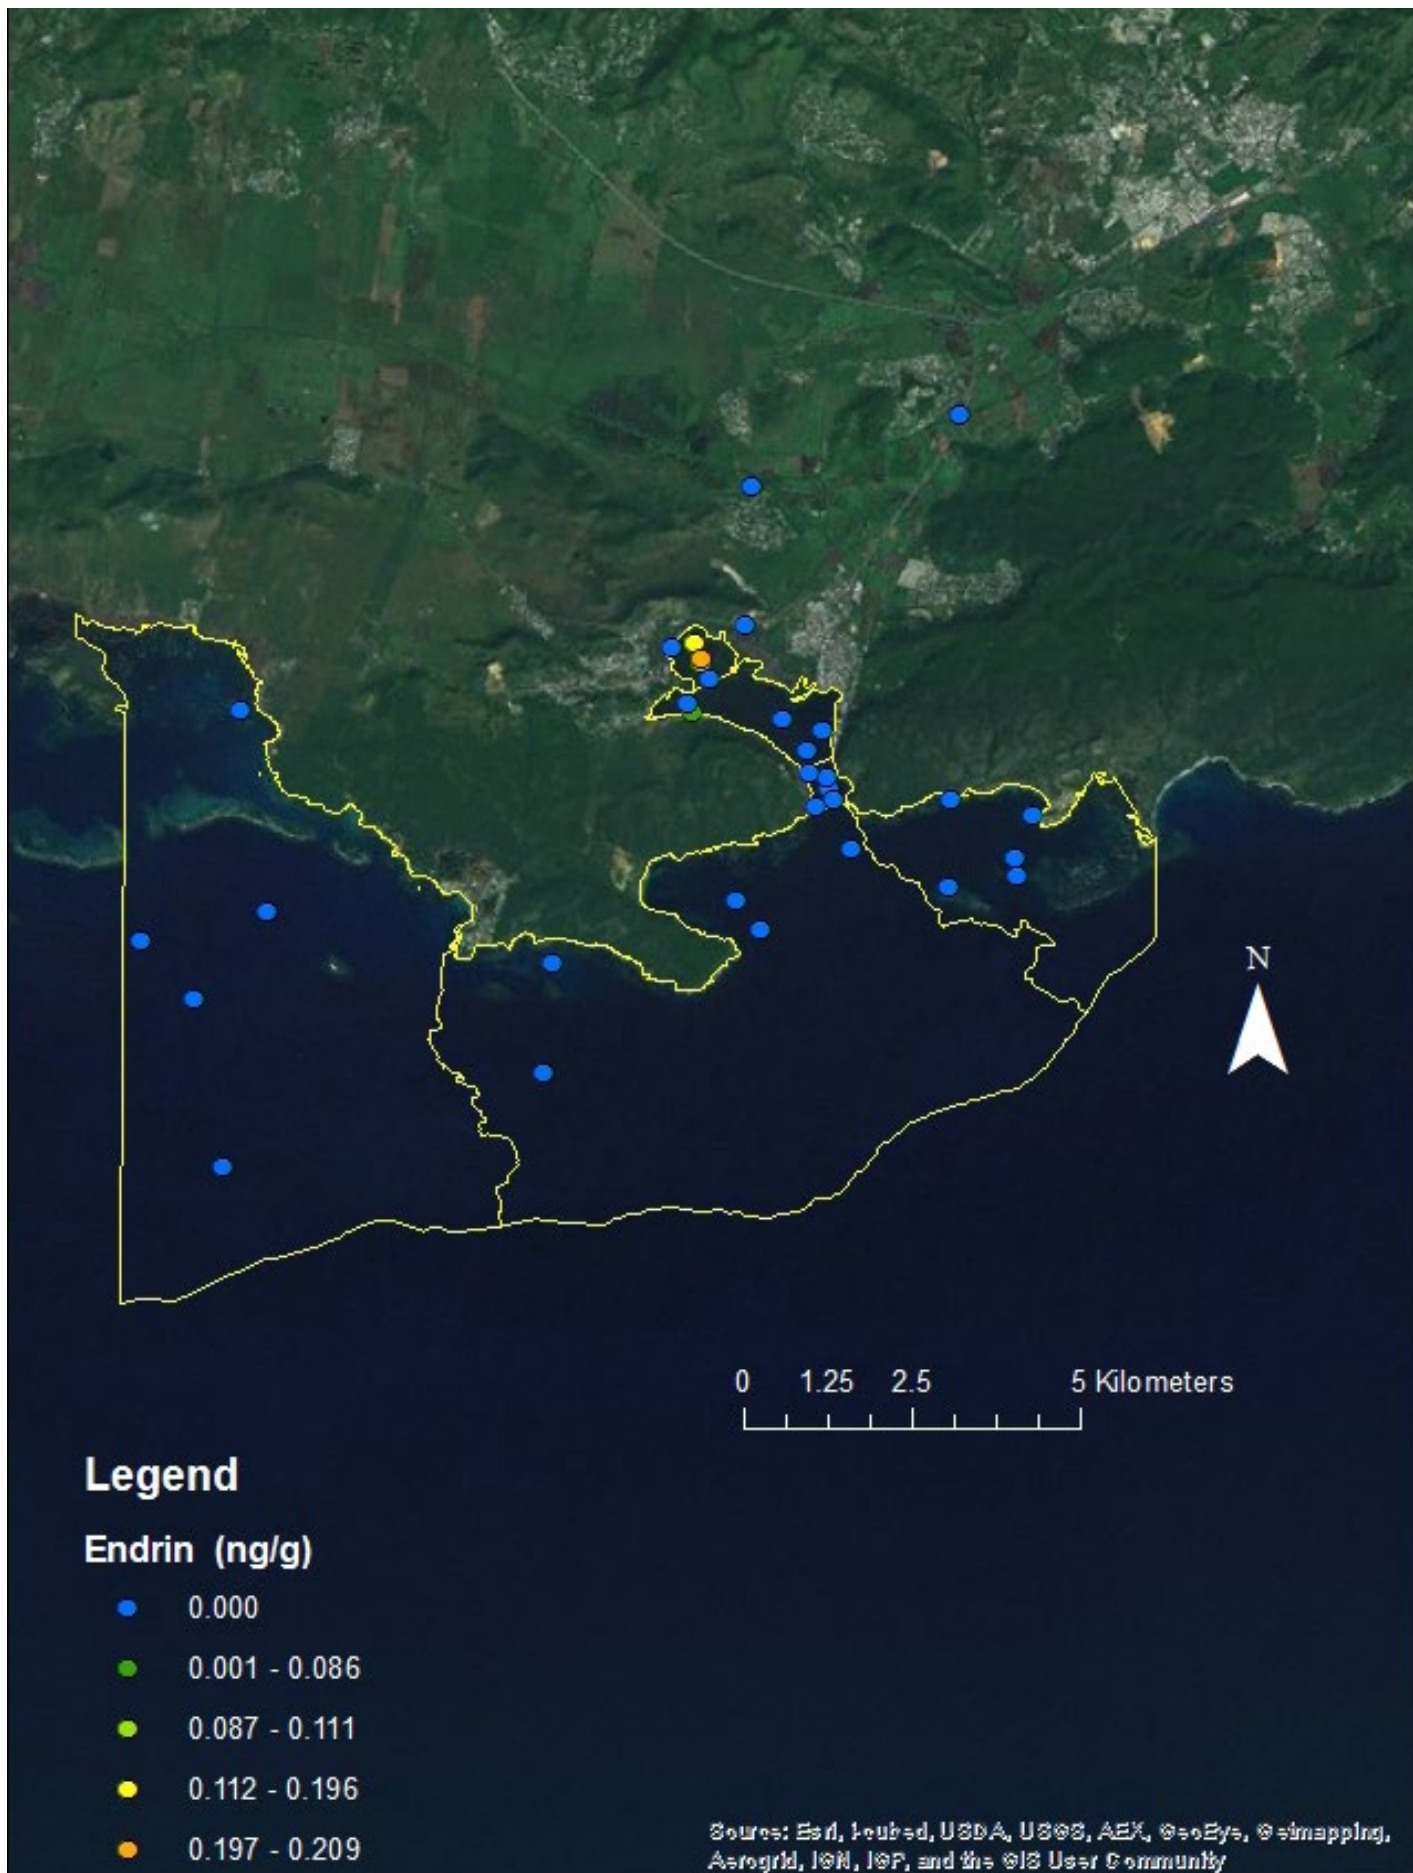 N
0 1.25 2.5 5 Kilometers
Legend
Endrin (ng/g)
0.000
0.001 - 0.086
0.087 - 0.111
0.112 - 0.196
0.197 - 0.209
Source: Esri, i-cubed, USDA, USGS, AEX, GeoEye, Getmapping,
Aerogrid, IGN, IGP, and the GIS User Community